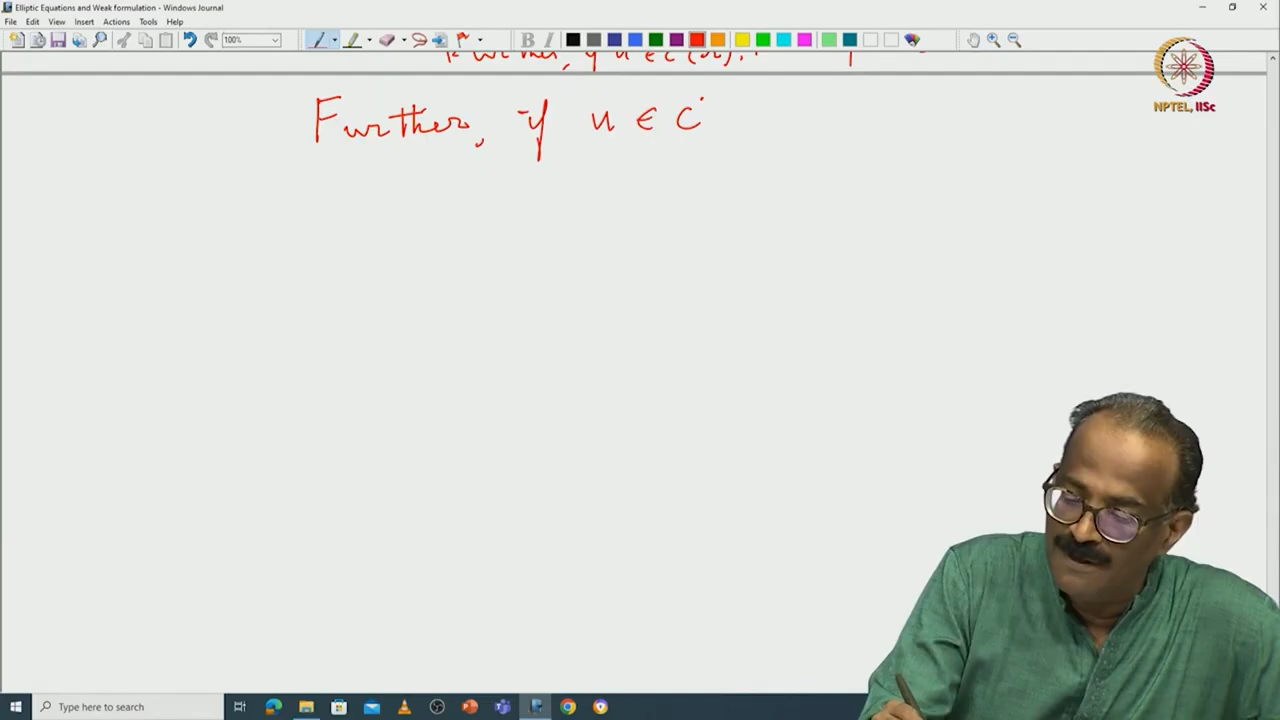 Elliptic Equations and Weak formulation - Windows Journal
File Edit View Insert Actions Tools Help
100%
B I
NPTEL, IISc
Further, if u ∈ C
Type here to search